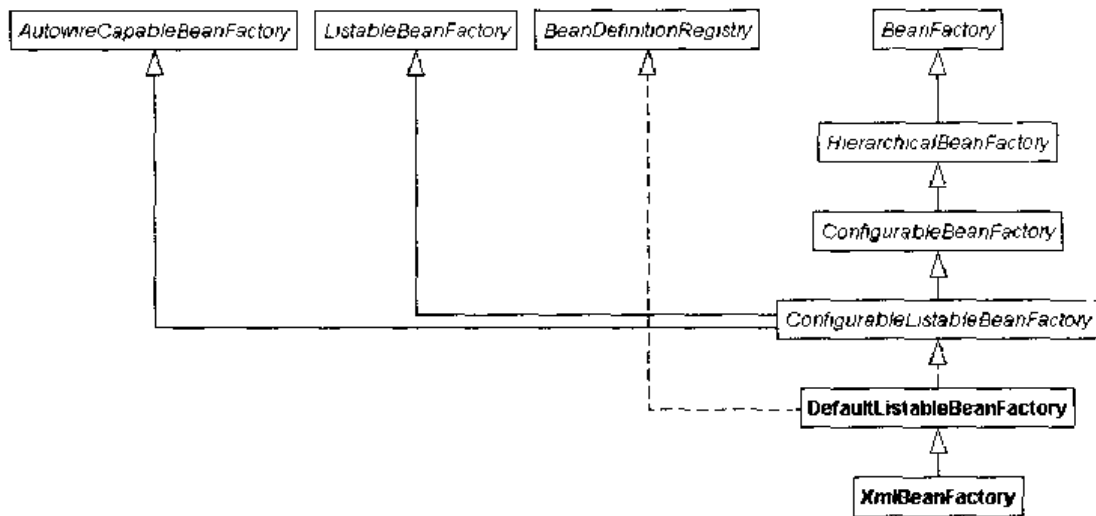 AutowireCapableBeanFactory
ListableBeanFactory
BeanDefinitionRegistry
BeanFactory
HierarchicalBeanFactory
ConfigurableBeanFactory
ConfigurableListableBeanFactory
DefaultListableBeanFactory
XmlBeanFactory